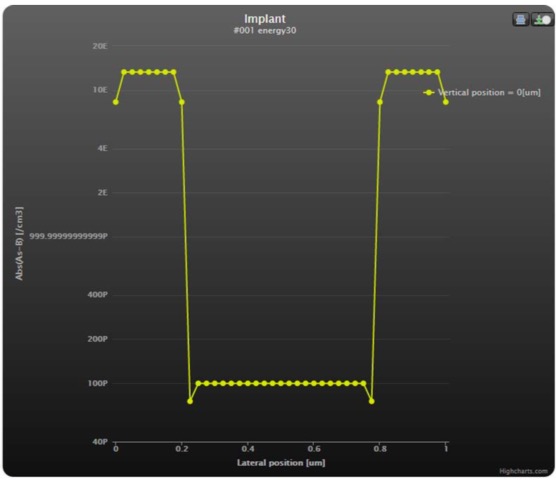 Implant
#001 energy30
20E
10E
Vertical position = 0[um]
4E
2E
999.99999999999P
400P
200P
100P
40P
Abs(As-B) [/cm3]
0 0.2 0.4 0.6 0.8 1
Lateral position [um]
Highcharts.com